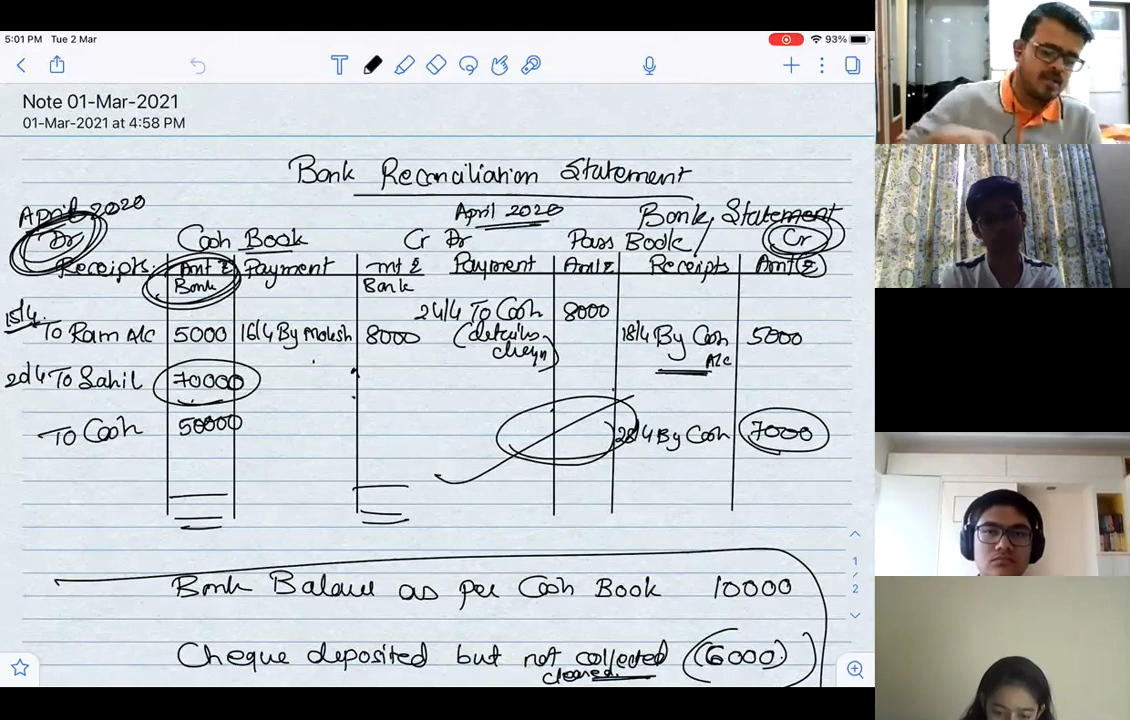 5:01 PM Tue 2 Mar 93%
T
Note 01-Mar-2021
01-Mar-2021 at 4:58 PM
Bank Reconciliation Statement
April 2020 April 2020 Bank Statement
Dr Cash Book Cr Dr Pass Book / Cr
Receipts Amt ₹ Payment mt ₹ Payment Amt ₹ Receipts Amt (₹)
Bank Bank
24/4 To Cash 8000
15/4
To Ram A/c 5000 16/4 By Mokesh 8000 (details 18/4 By Cash 5000
A/c
To Sahil 70000
To Cash 50000 28/4 By Cash 7000
1
/
2
Bank Balance as per Cash Book 10000
Cheque deposited but not collected (6000)
cleared